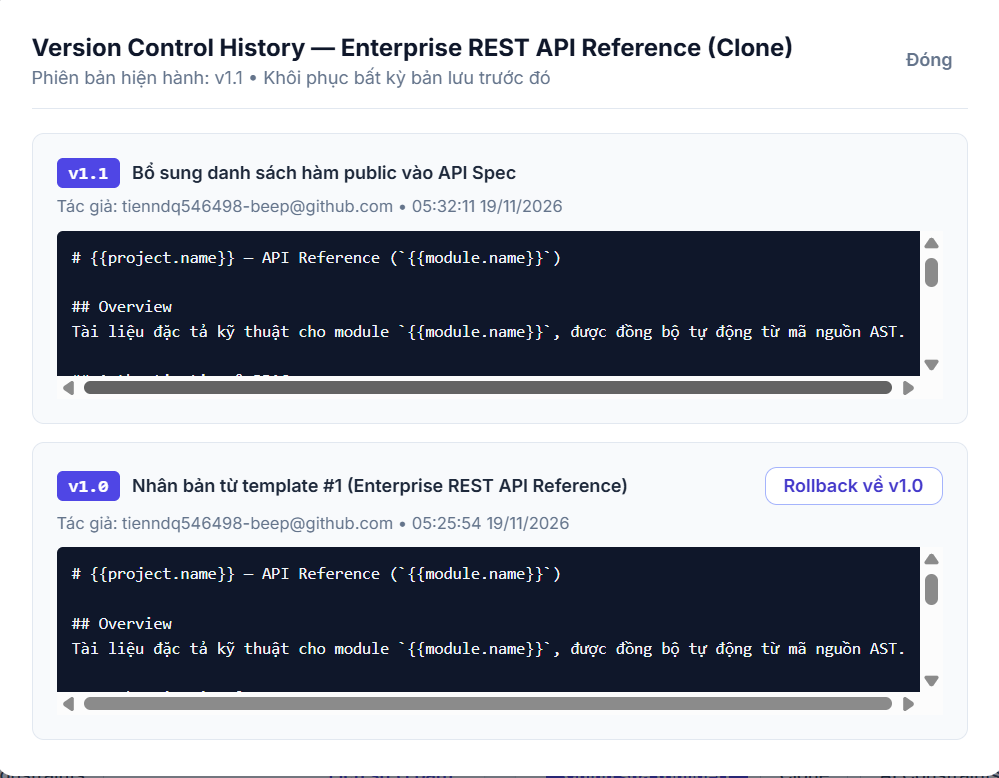 Version Control History — Enterprise REST API Reference (Clone)
Phiên bản hiện hành: v1.1 • Khôi phục bất kỳ bản lưu trước đó
Đóng
v1.1 Bổ sung danh sách hàm public vào API Spec
Tác giả: tienndq546498-beep@github.com • 05:32:11 19/11/2026
# {{project.name}} — API Reference (`{{module.name}}`)
## Overview
Tài liệu đặc tả kỹ thuật cho module `{{module.name}}`, được đồng bộ tự động từ mã nguồn AST.
v1.0 Nhân bản từ template #1 (Enterprise REST API Reference)
Rollback về v1.0
Tác giả: tienndq546498-beep@github.com • 05:25:54 19/11/2026
# {{project.name}} — API Reference (`{{module.name}}`)
## Overview
Tài liệu đặc tả kỹ thuật cho module `{{module.name}}`, được đồng bộ tự động từ mã nguồn AST.